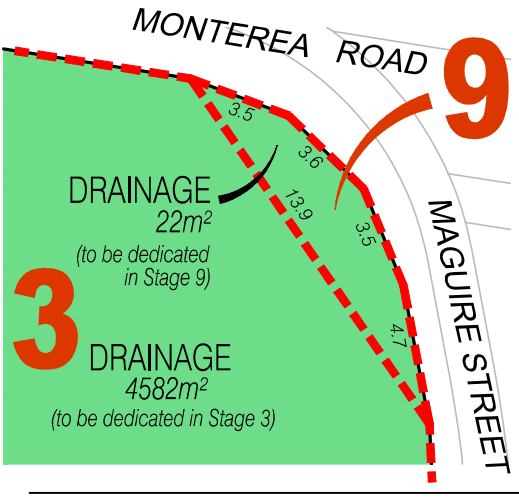 MONTEREA ROAD
9
3.5
3.6
DRAINAGE
22m²
13.9
3.5
(to be dedicated
in Stage 9)
MAGUIRE STREET
3
4.7
DRAINAGE
4582m²
(to be dedicated in Stage 3)